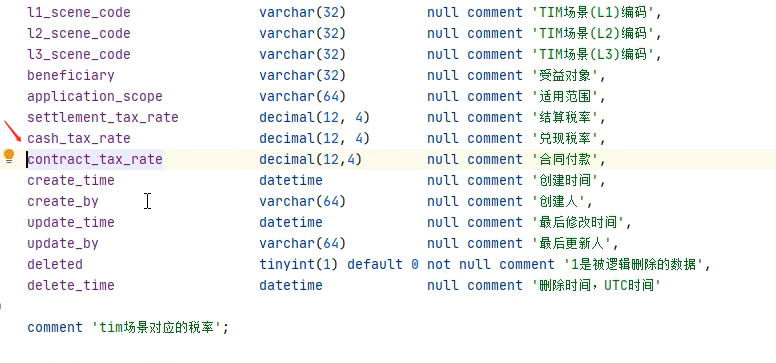 l1_scene_code varchar(32) null comment 'TIM场景(L1)编码',
l2_scene_code varchar(32) null comment 'TIM场景(L2)编码',
l3_scene_code varchar(32) null comment 'TIM场景(L3)编码',
beneficiary varchar(32) null comment '受益对象',
application_scope varchar(64) null comment '适用范围',
settlement_tax_rate decimal(12, 4) null comment '结算税率',
cash_tax_rate decimal(12, 4) null comment '兑现税率',
contract_tax_rate decimal(12,4) null comment '合同付款',
create_time datetime null comment '创建时间',
create_by varchar(64) null comment '创建人',
update_time datetime null comment '最后修改时间',
update_by varchar(64) null comment '最后更新人',
deleted tinyint(1) default 0 not null comment '1是被逻辑删除的数据',
delete_time datetime null comment '删除时间，UTC时间'
comment 'tim场景对应的税率';